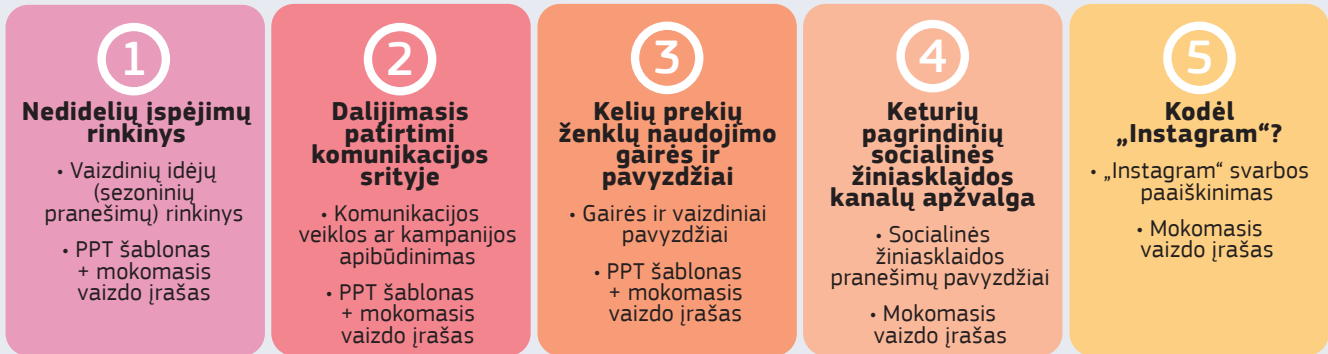 1
Nedidelių įspėjimų
rinkinys
• Vaizdinių idėjų
(sezoninių
pranešimų) rinkinys
• PPT šablonas
+ mokomasis
vaizdo įrašas
2
Dalijimasis
patirtimi
komunikacijos
srityje
• Komunikacijos
veiklos ar kampanijos
apibūdinimas
• PPT šablonas
+ mokomasis
vaizdo įrašas
3
Kelių prekių
ženklų naudojimo
gairės ir
pavyzdžiai
• Gairės ir vaizdiniai
pavyzdžiai
• PPT šablonas
+ mokomasis
vaizdo įrašas
4
Keturių
pagrindinių
socialinės
žiniasklaidos
kanalų apžvalga
• Socialinės
žiniasklaidos
pranešimų pavyzdžiai
• Mokomasis
vaizdo įrašas
5
Kodėl
„Instagram“?
• „Instagram“ svarbos
paaiškinimas
• Mokomasis
vaizdo įrašas